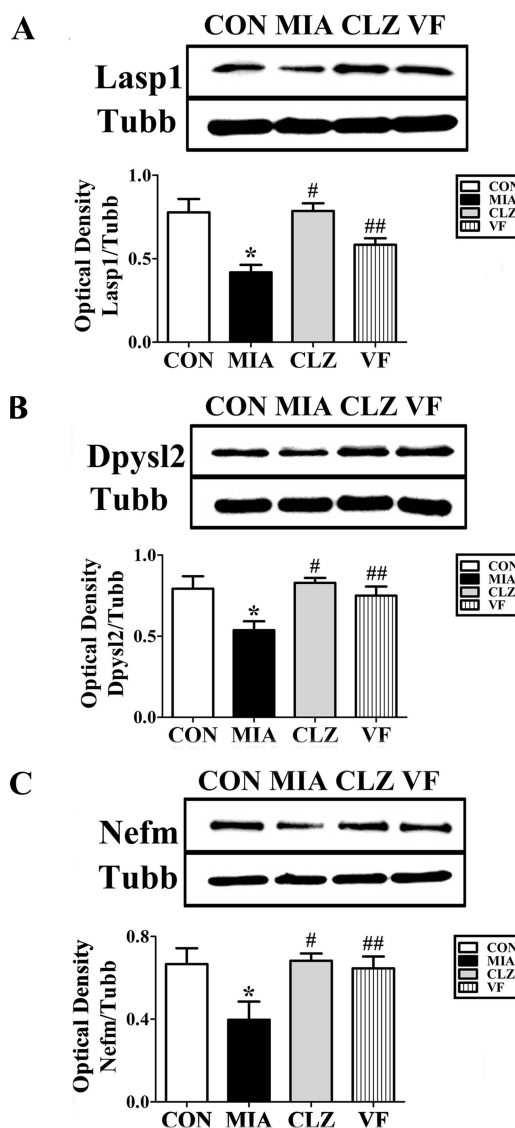 A
CON MIA CLZ VF
Lasp1
Tubb
Optical Density
Lasp1/Tubb
1.0
0.5
0.0
*
#
##
CON MIA CLZ VF
CON
MIA
CLZ
VF
B
CON MIA CLZ VF
Dpysl2
Tubb
Optical Density
Dpysl2/Tubb
1.0
0.5
0.0
*
#
##
CON MIA CLZ VF
CON
MIA
CLZ
VF
C
CON MIA CLZ VF
Nefm
Tubb
Optical Density
Nefm/Tubb
0.8
0.4
0.0
*
#
##
CON MIA CLZ VF
CON
MIA
CLZ
VF